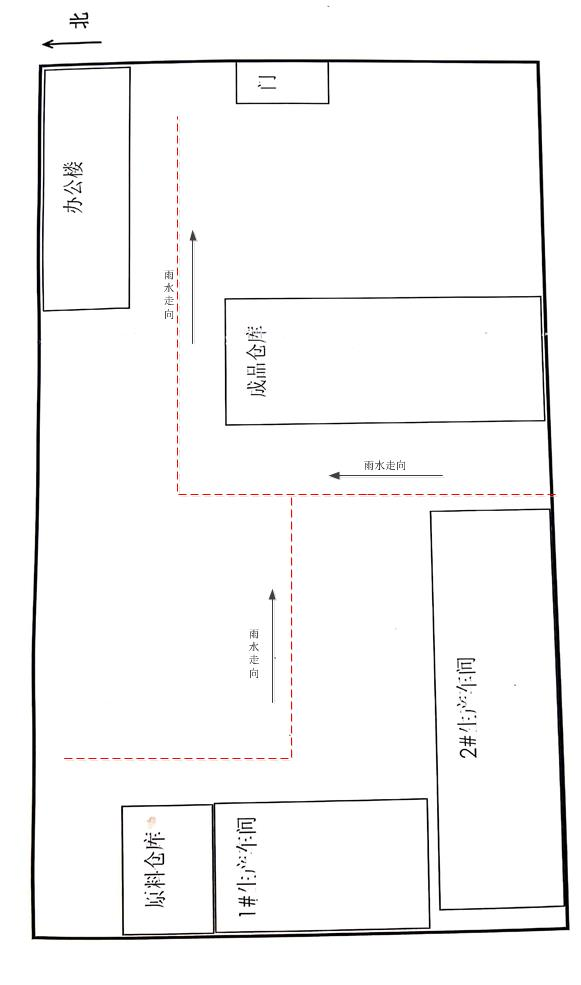 北
门
办公楼
雨水走向
成品仓库
雨水走向
雨水走向
2#生产车间
原料仓库
1#生产车间